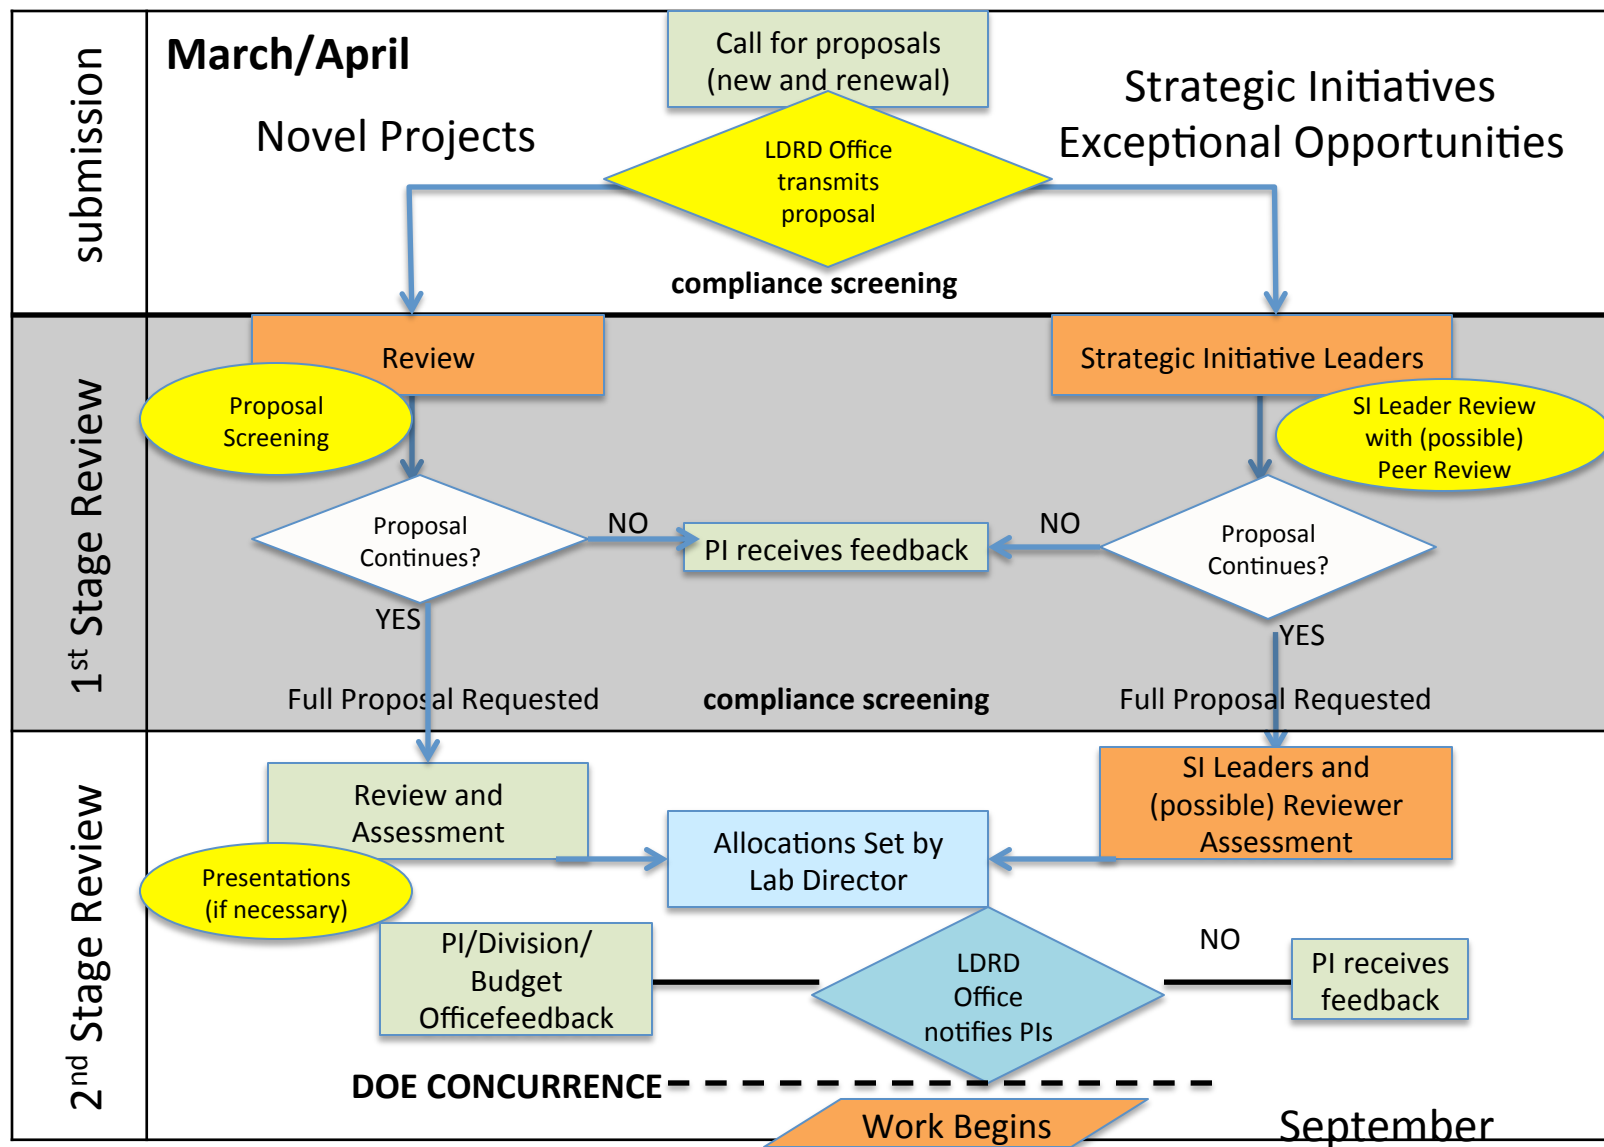 submission
March/April
Novel Projects
Call for proposals
(new and renewal)
LDRD Office
transmits
proposal
Strategic Initiatives
Exceptional Opportunities
compliance screening
1st Stage Review
Review
Proposal
Screening
Strategic Initiative Leaders
SI Leader Review
with (possible)
Peer Review
Proposal
Continues?
NO
PI receives feedback
NO
Proposal
Continues?
YES
YES
Full Proposal Requested
compliance screening
Full Proposal Requested
2nd Stage Review
Review and
Assessment
Presentations
(if necessary)
Allocations Set by
Lab Director
SI Leaders and
(possible) Reviewer
Assessment
PI/Division/
Budget
Officefeedback
LDRD
Office
notifies PIs
NO
PI receives
feedback
DOE CONCURRENCE
Work Begins
September